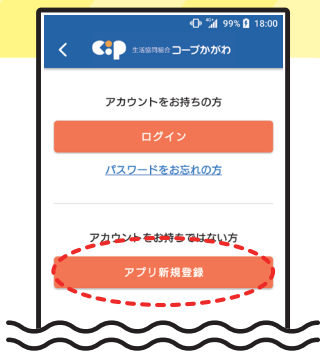 99% 18:00
CiP 生活協同組合 コープかがわ
アカウントをお持ちの方
ログイン
パスワードをお忘れの方
アカウントをお持ちではない方
アプリ新規登録